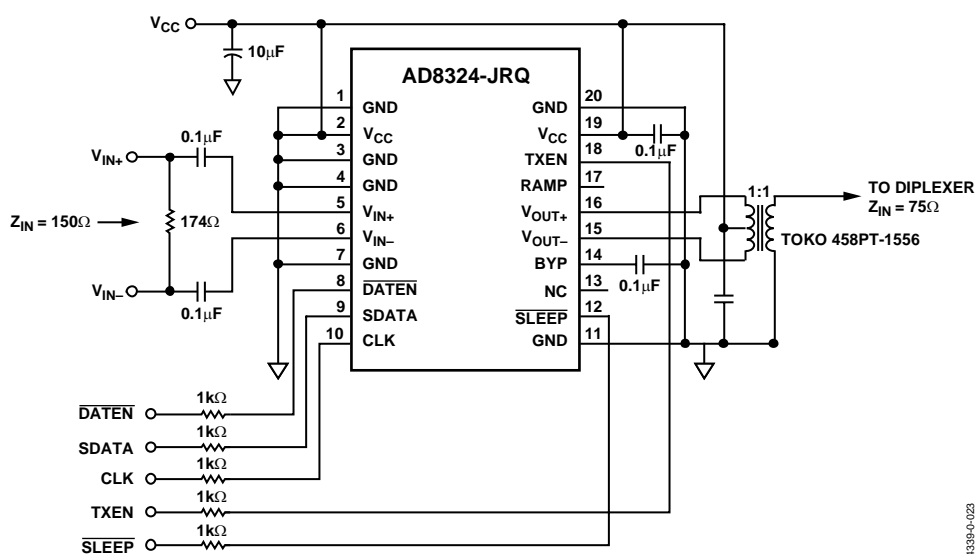 VCC
10µF
AD8324-JRQ
1 GND
2 VCC
3 GND
4 GND
5 VIN+
6 VIN–
7 GND
8 DATEN
9 SDATA
10 CLK
GND 20
VCC 19
TXEN 18
RAMP 17
VOUT+ 16
VOUT– 15
BYP 14
NC 13
SLEEP 12
GND 11
0.1µF
VIN+
ZIN = 150Ω
174Ω
VIN–
0.1µF
0.1µF
0.1µF
1:1
TO DIPLEXER
ZIN = 75Ω
TOKO 458PT-1556
DATEN 1kΩ
SDATA 1kΩ
CLK 1kΩ
TXEN 1kΩ
SLEEP 1kΩ